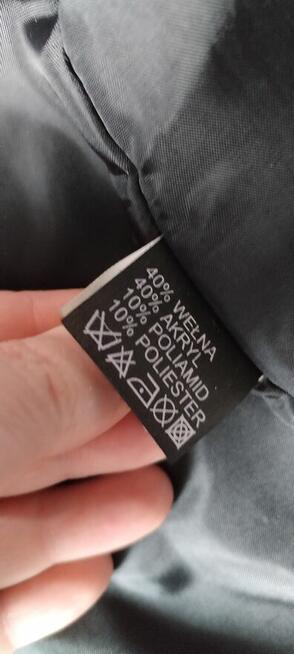 40% WEŁNA
40% AKRYL
10% POLIAMID
10% POLIESTER